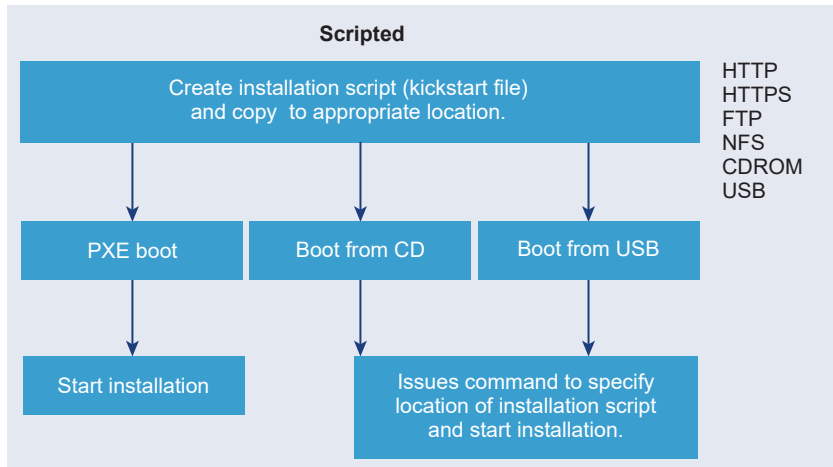 Scripted
Create installation script (kickstart file)
and copy to appropriate location.
HTTP
HTTPS
FTP
NFS
CDROM
USB
PXE boot
Boot from CD
Boot from USB
Start installation
Issues command to specify
location of installation script
and start installation.